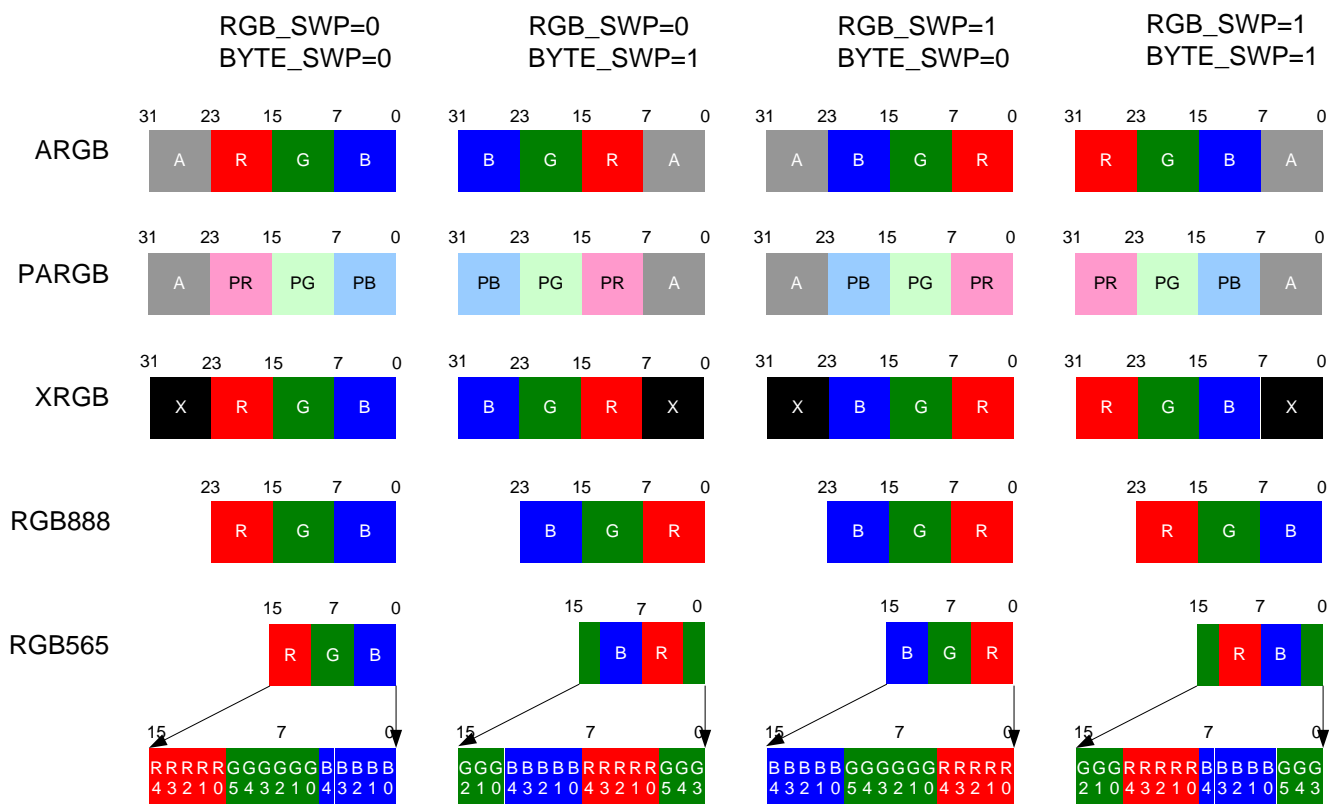 RGB_SWP=0 RGB_SWP=0 RGB_SWP=1 RGB_SWP=1
BYTE_SWP=0 BYTE_SWP=1 BYTE_SWP=0 BYTE_SWP=1
31 23 15 7 0 31 23 15 7 0 31 23 15 7 0 31 23 15 7 0
ARGB A R G B B G R A A B G R R G B A
31 23 15 7 0 31 23 15 7 0 31 23 15 7 0 31 23 15 7 0
PARGB A PR PG PB PB PG PR A A PB PG PR PR PG PB A
31 23 15 7 0 31 23 15 7 0 31 23 15 7 0 31 23 15 7 0
XRGB X R G B B G R X X B G R R G B X
23 15 7 0 23 15 7 0 23 15 7 0 23 15 7 0
RGB888 R G B B G R B G R R G B
15 7 0 15 7 0 15 7 0 15 7 0
RGB565 R G B B R B G R R B
15 7 0 15 7 0 15 7 0 15 7 0
R R R R R G G G G G G B B B B B G G G B B B B B R R R R R G G G B B B B B G G G G G G R R R R R G G G R R R R R B B B B B G G G
4 3 2 1 0 5 4 3 2 1 0 4 3 2 1 0 2 1 0 4 3 2 1 0 4 3 2 1 0 5 4 3 4 3 2 1 0 5 4 3 2 1 0 4 3 2 1 0 2 1 0 4 3 2 1 0 4 3 2 1 0 5 4 3